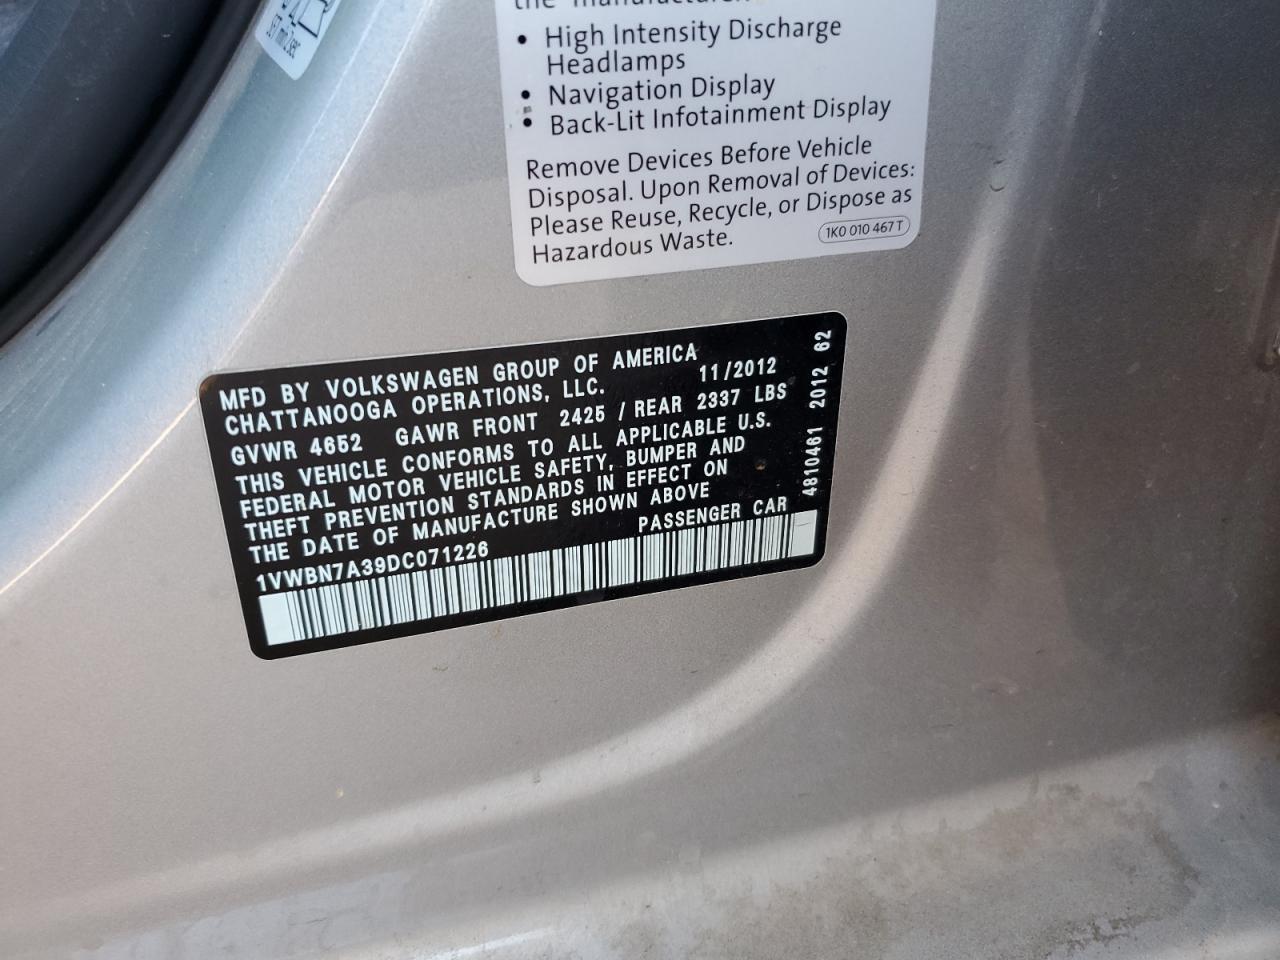 the manufacturer.
• High Intensity Discharge
Headlamps
• Navigation Display
• Back-Lit Infotainment Display
Remove Devices Before Vehicle
Disposal. Upon Removal of Devices:
Please Reuse, Recycle, or Dispose as
Hazardous Waste.
1K0 010 467 T
MFD BY VOLKSWAGEN GROUP OF AMERICA
CHATTANOOGA OPERATIONS, LLC. 11/2012
GVWR 4652 GAWR FRONT 2425 / REAR 2337 LBS
THIS VEHICLE CONFORMS TO ALL APPLICABLE U.S.
FEDERAL MOTOR VEHICLE SAFETY, BUMPER AND
THEFT PREVENTION STANDARDS IN EFFECT ON
THE DATE OF MANUFACTURE SHOWN ABOVE
1VWBN7A39DC071226 PASSENGER CAR
4810461 2012 62